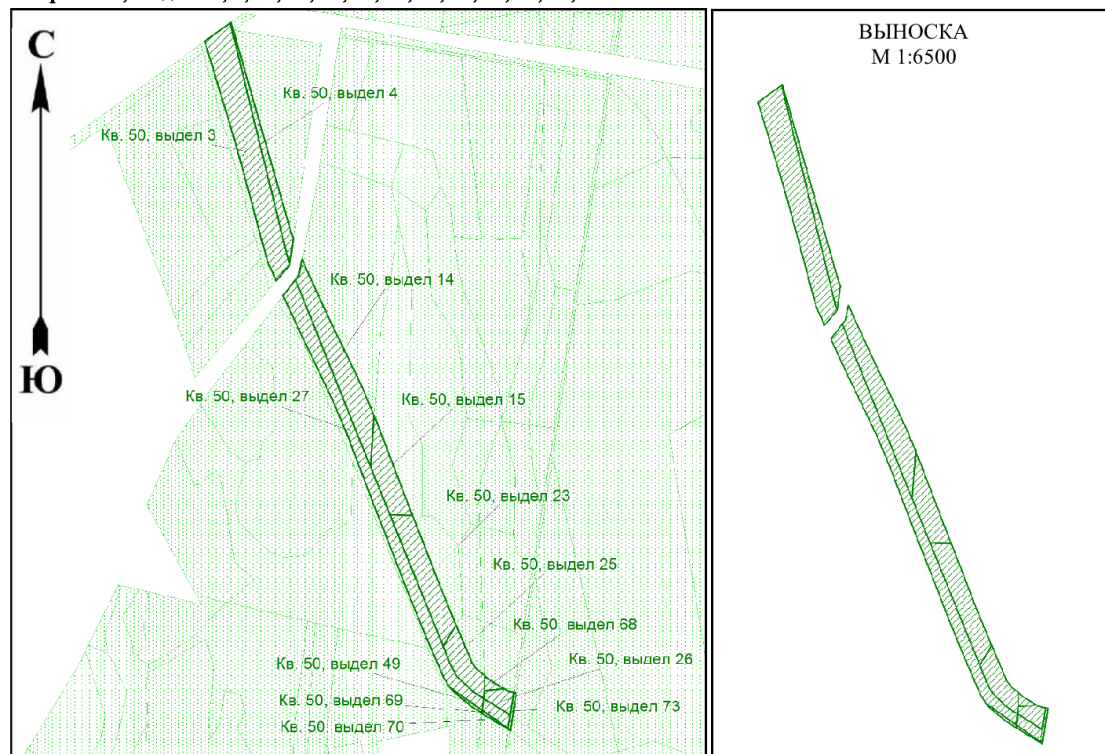 С
Ю
Кв. 50, выдел 4
Кв. 50, выдел 3
Кв. 50, выдел 14
Кв. 50, выдел 27
Кв. 50, выдел 15
Кв. 50, выдел 23
Кв. 50, выдел 25
Кв. 50, выдел 68
Кв. 50, выдел 49
Кв. 50, выдел 26
Кв. 50, выдел 69
Кв. 50, выдел 73
Кв. 50, выдел 70
ВЫНОСКА
М 1:6500